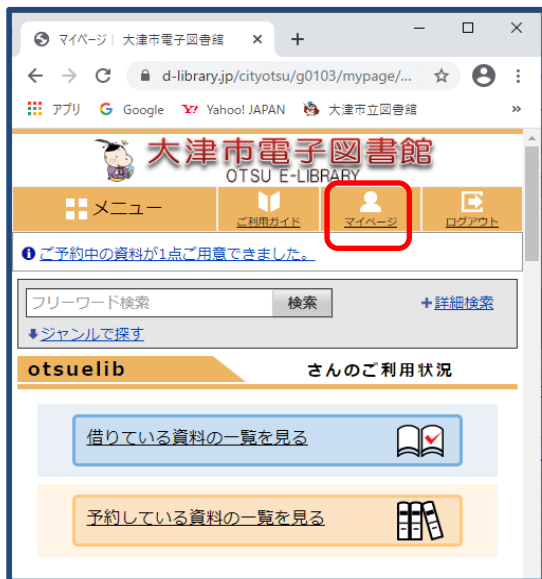 マイページ｜ 大津市電子図書館
d-library.jp/cityotsu/g0103/mypage/...
アプリ Google Yahoo! JAPAN 大津市立図書館
大津市電子図書館
OTSU E-LIBRARY
メニュー ご利用ガイド マイページ ログアウト
ご予約中の資料が1点ご用意できました。
フリーワード検索 検索 +詳細検索
ジャンルで探す
otsuelib さんのご利用状況
借りている資料の一覧を見る
予約している資料の一覧を見る